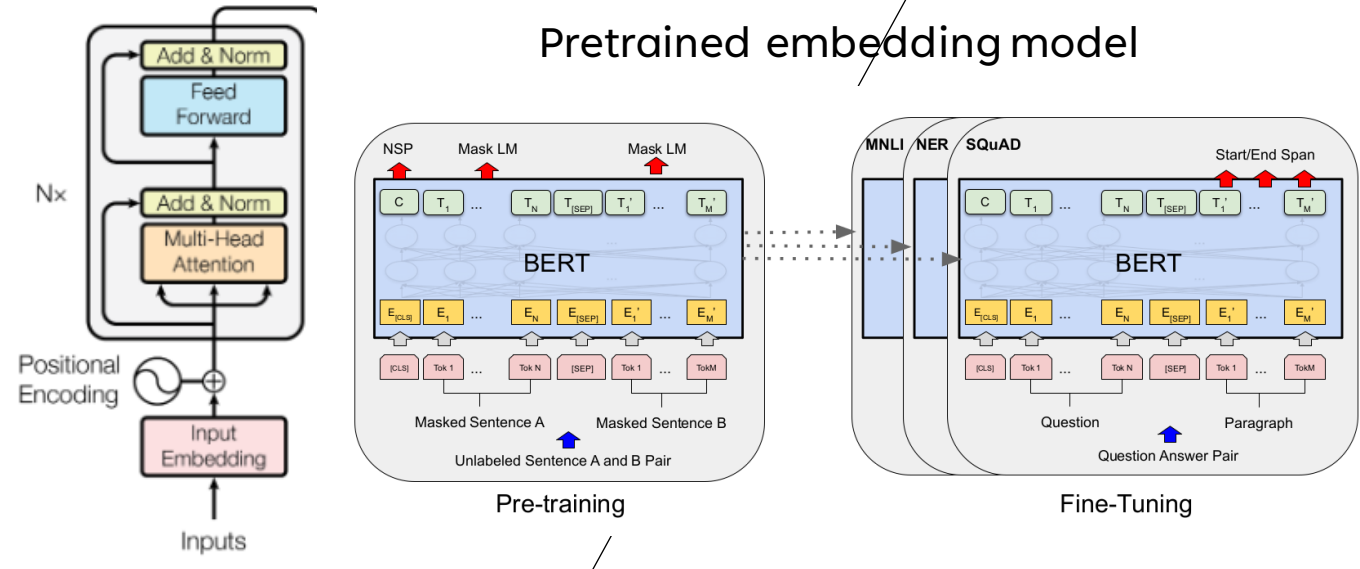 Pretrained embedding model
Add & Norm
Feed
Forward
N×
Add & Norm
Multi-Head
Attention
Positional
Encoding
Input
Embedding
Inputs
NSP
Mask LM
Mask LM
C
T1
...
TN
T[SEP]
T1'
...
TM'
BERT
E[CLS]
E1
...
EN
E[SEP]
E1'
...
EM'
[CLS]
Tok 1
...
Tok N
[SEP]
Tok 1
...
TokM
Masked Sentence A
Masked Sentence B
Unlabeled Sentence A and B Pair
Pre-training
MNLI
NER
SQuAD
Start/End Span
C
T1
...
TN
T[SEP]
T1'
...
TM'
BERT
E[CLS]
E1
...
EN
E[SEP]
E1'
...
EM'
[CLS]
Tok 1
...
Tok N
[SEP]
Tok 1
...
TokM
Question
Paragraph
Question Answer Pair
Fine-Tuning